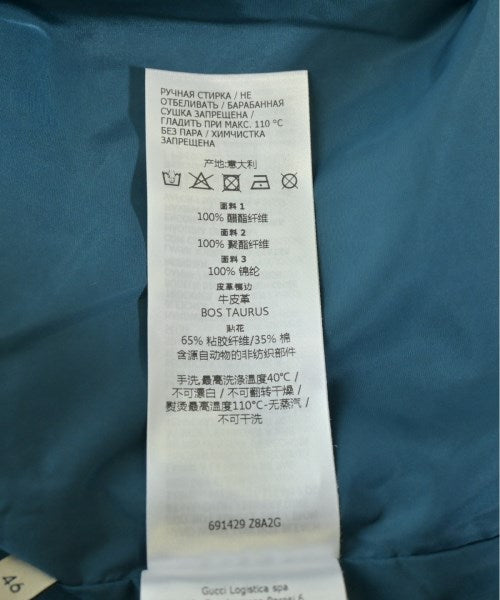 РУЧНАЯ СТИРКА / НЕ
ОТБЕЛИВАТЬ / БАРАБАННАЯ
СУШКА ЗАПРЕЩЕНА /
ГЛАДИТЬ ПРИ МАКС. 110 °C
БЕЗ ПАРА / ХИМЧИСТКА
ЗАПРЕЩЕНА
产地:意大利
面料 1
100% 醋酯纤维
面料 2
100% 聚酯纤维
面料 3
100% 锦纶
皮革镶边
牛皮革
BOS TAURUS
贴花
65% 粘胶纤维/35% 棉
含源自动物的非纺织部件
手洗,最高洗涤温度40°C /
不可漂白 / 不可翻转干燥 /
熨烫最高温度110°C-无蒸汽 /
不可干洗
691429 Z8A2G
Gucci Logistica spa
46